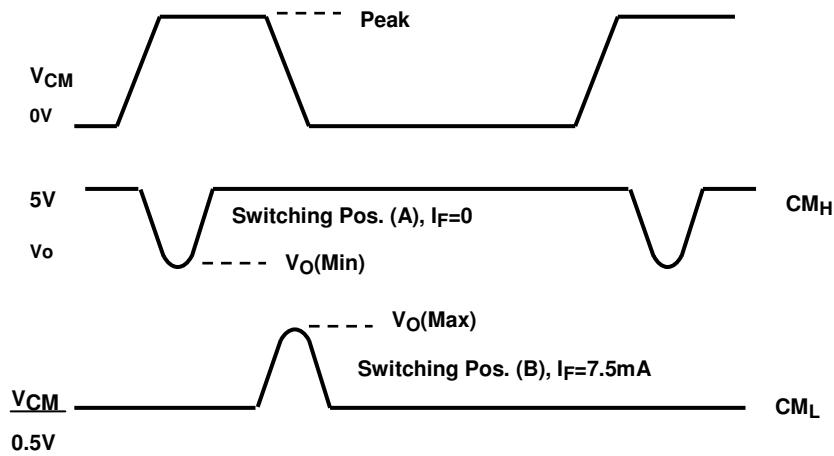 Peak
VCM
0V
5V
Switching Pos. (A), IF=0
CMH
Vo
VO(Min)
VO(Max)
Switching Pos. (B), IF=7.5mA
VCM
CML
0.5V